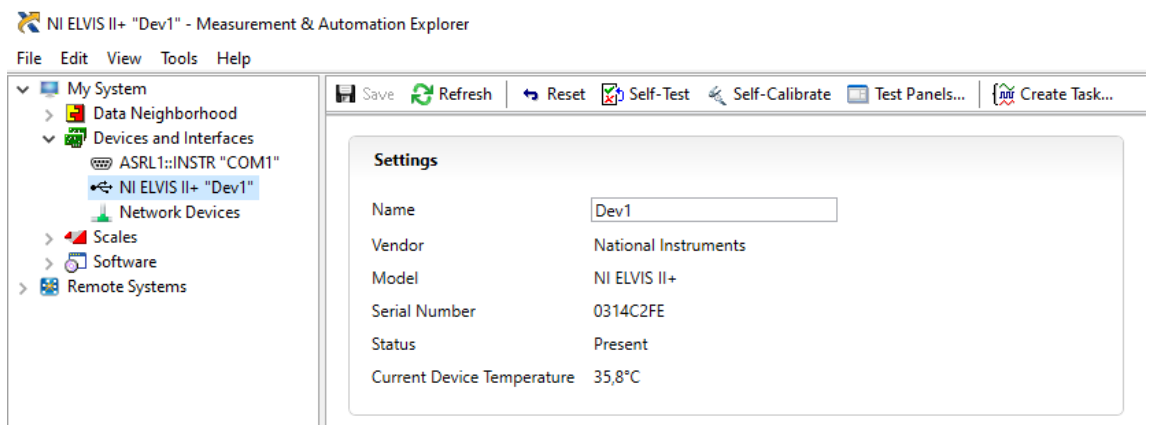 NI ELVIS II+ "Dev1" - Measurement & Automation Explorer
File Edit View Tools Help
My System
Data Neighborhood
Devices and Interfaces
ASRL1::INSTR "COM1"
NI ELVIS II+ "Dev1"
Network Devices
Scales
Software
Remote Systems
Save Refresh Reset Self-Test Self-Calibrate Test Panels... Create Task...
Settings
Name Dev1
Vendor National Instruments
Model NI ELVIS II+
Serial Number 0314C2FE
Status Present
Current Device Temperature 35,8°C